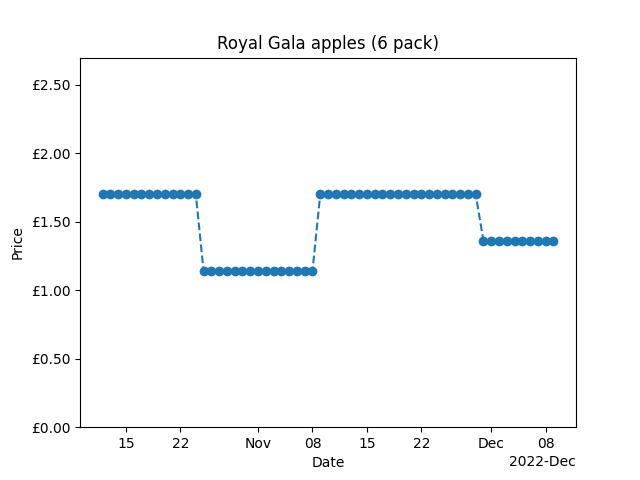 Royal Gala apples (6 pack)
£2.50
£2.00
£1.50
£1.00
£0.50
£0.00
Price
15 22 Nov 08 15 22 Dec 08
Date
2022-Dec